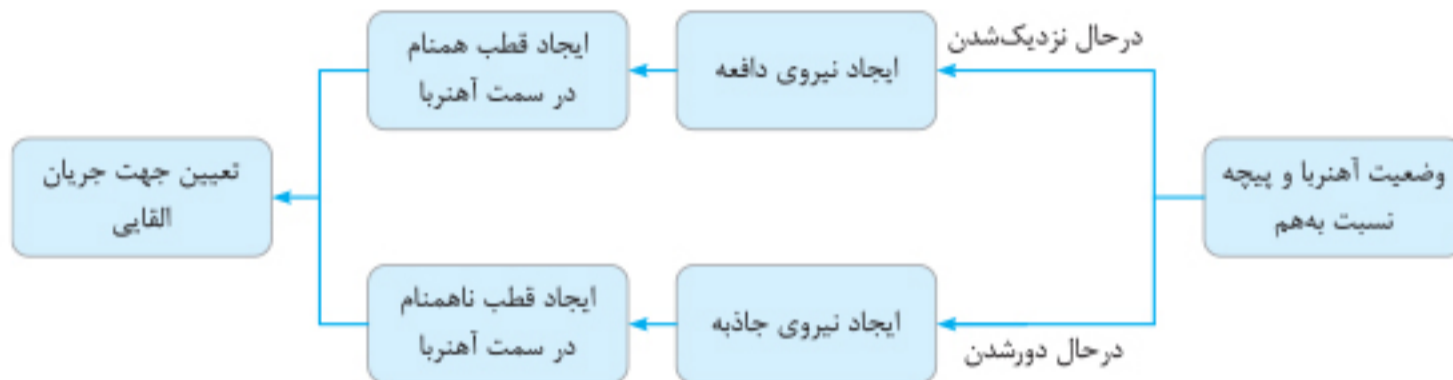 وضعیت آهنربا و پیچه
نسبت به‌هم
درحال نزدیک‌شدن
ایجاد نیروی دافعه
ایجاد قطب همنام
در سمت آهنربا
درحال دورشدن
ایجاد نیروی جاذبه
ایجاد قطب ناهمنام
در سمت آهنربا
تعیین جهت جریان
القایی